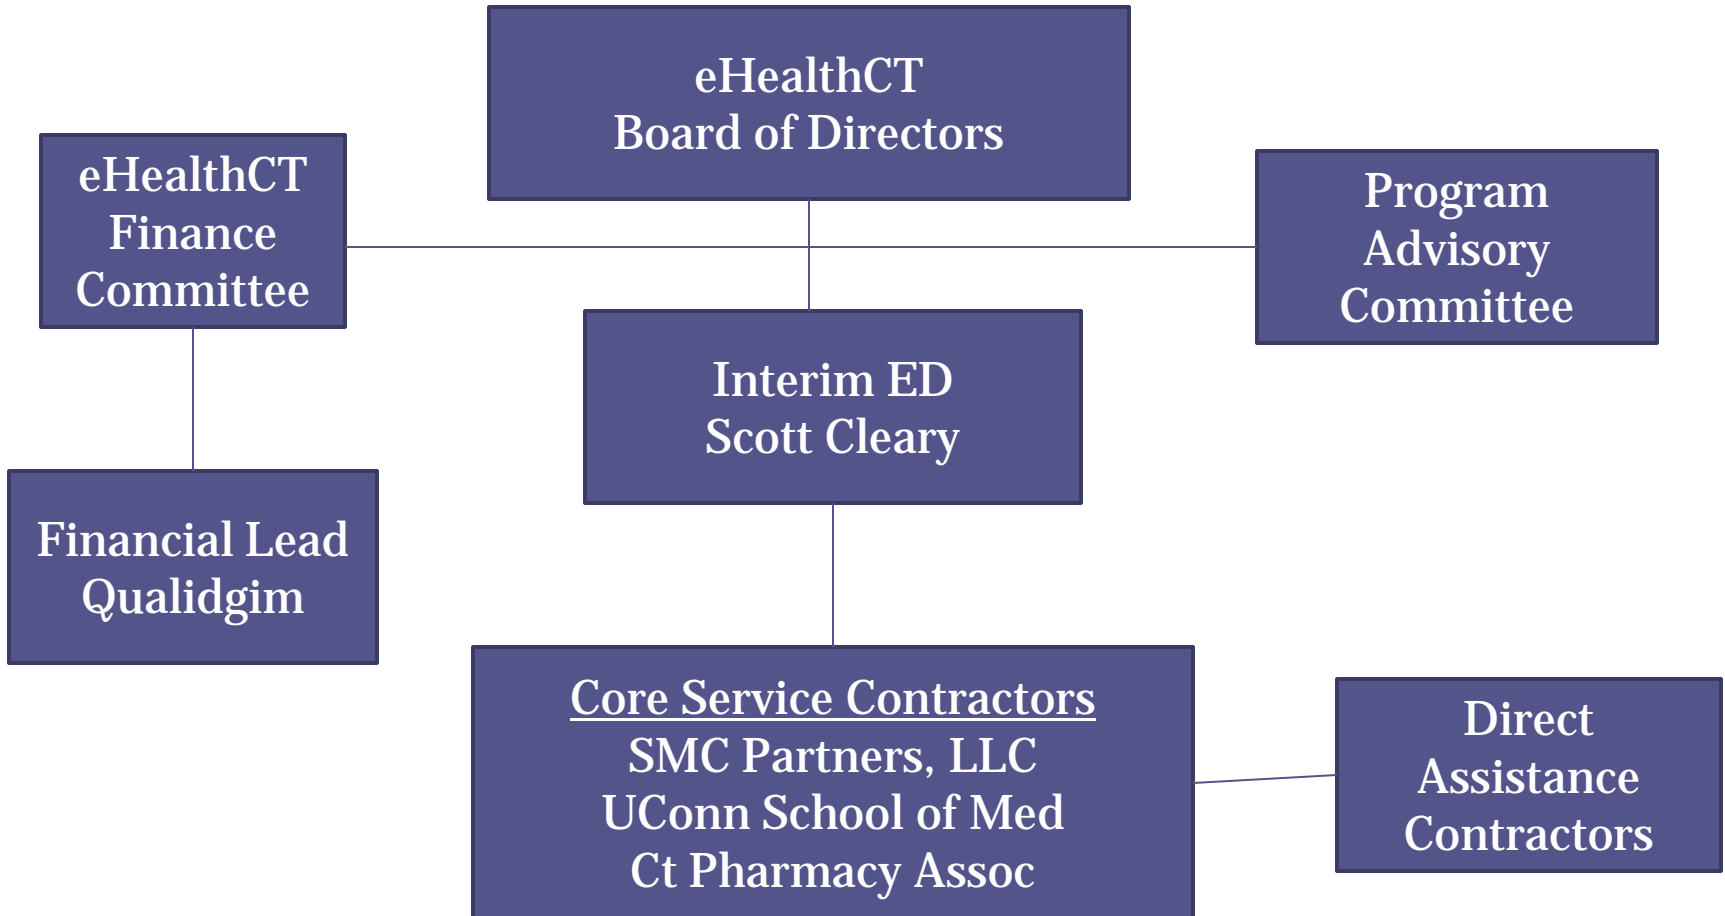 eHealthCT
Board of Directors
eHealthCT
Finance
Committee
Program
Advisory
Committee
Interim ED
Scott Cleary
Financial Lead
Qualidgim
Core Service Contractors
SMC Partners, LLC
UConn School of Med
Ct Pharmacy Assoc
Direct
Assistance
Contractors